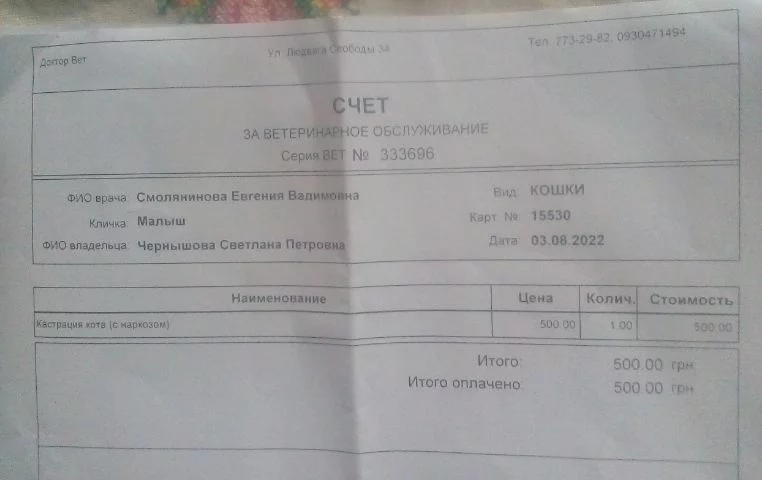 Доктор Вет Ул. Людвига Свободы 3а Тел. 773-29-82, 0930471494
СЧЕТ
ЗА ВЕТЕРИНАРНОЕ ОБСЛУЖИВАНИЕ
Серия ВЕТ № 333696
ФИО врача: Смолянинова Евгения Вадимовна Вид: КОШКИ
Кличка: Малыш Карт. № 15530
ФИО владельца: Чернышова Светлана Петровна Дата: 03.08.2022
Наименование Цена Колич. Стоимость
Кастрация кота (с наркозом) 500.00 1.00 500.00
Итого: 500.00 грн
Итого оплачено: 500.00 грн